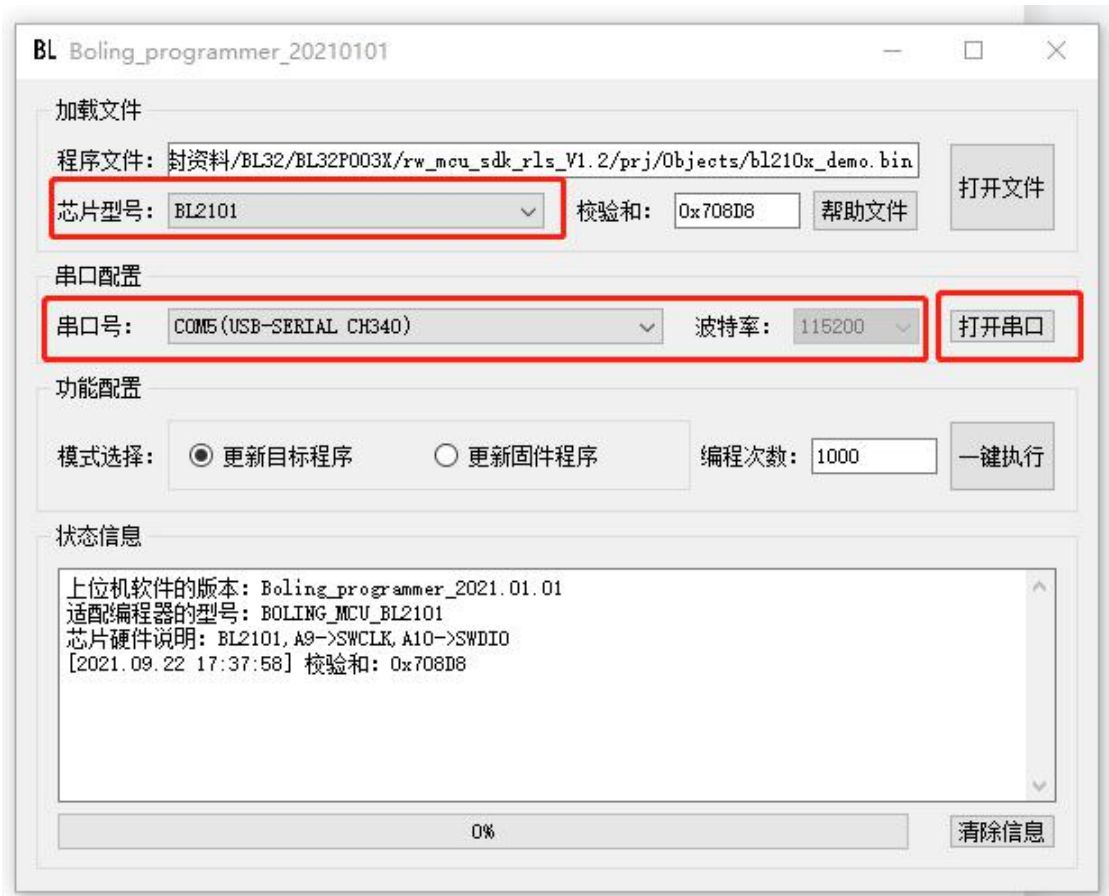 BL Boling_programmer_20210101
加载文件
程序文件: 封资料/BL32/BL32P003X/rw_mcu_sdk_rls_V1.2/prj/Objects/bl210x_demo.bin
打开文件
芯片型号: BL2101 校验和: 0x708D8 帮助文件
串口配置
串口号: COM5(USB-SERIAL CH340) 波特率: 115200 打开串口
功能配置
模式选择: 更新目标程序 更新固件程序 编程次数: 1000 一键执行
状态信息
上位机软件的版本: Boling_programmer_2021.01.01
适配编程器的型号: BOLING_MCU_BL2101
芯片硬件说明: BL2101,A9->SWCLK,A10->SWDIO
[2021.09.22 17:37:58] 校验和: 0x708D8
0% 清除信息